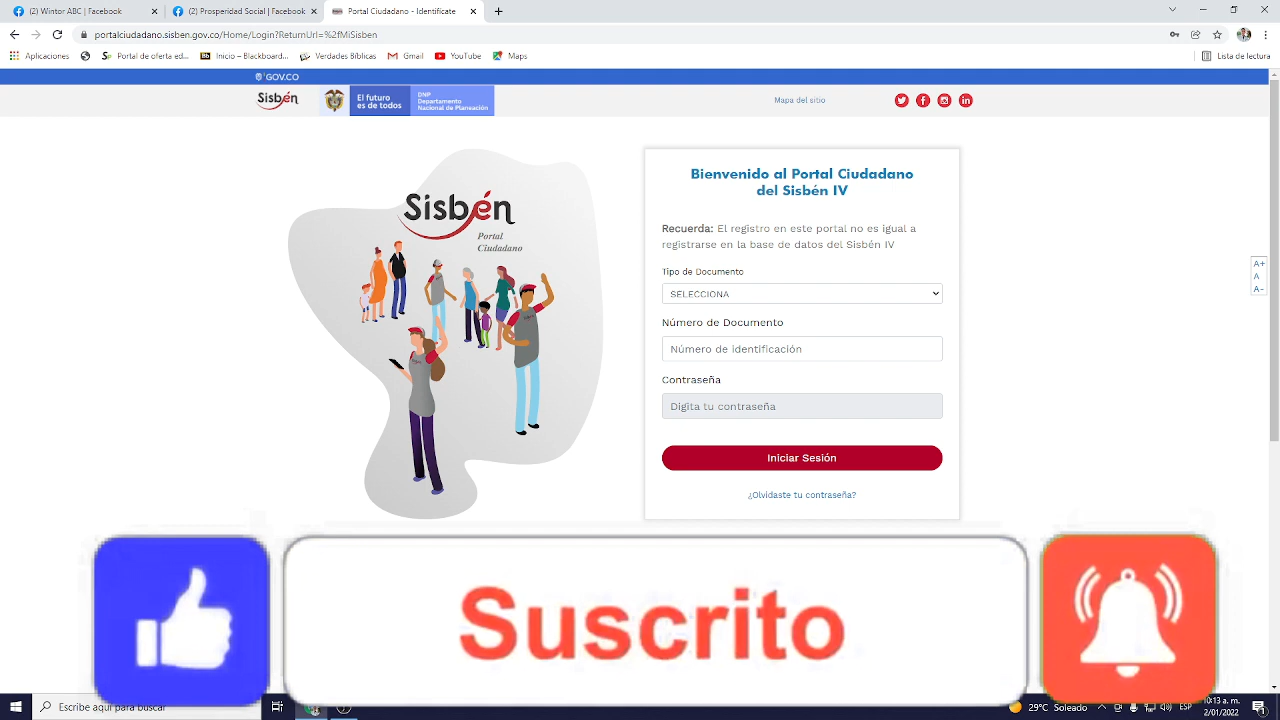 (2) Winter ABC | Facebook
(2) Prosperidad Social | Facebook
Portal Ciudadano - Identificate
portalciudadano.sisben.gov.co/Home/Login?ReturnUrl=%2fMiSisben
Aplicaciones
Portal de oferta ed...
Inicio – Blackboard...
Verdades Bíblicas
Gmail
YouTube
Maps
Lista de lectura
GOV.CO
Sisbén
El futuro
es de todos
DNP
Departamento
Nacional de Planeación
Mapa del sitio
Sisbén
Portal
Ciudadano
Bienvenido al Portal Ciudadano
del Sisbén IV
Recuerda: El registro en este portal no es igual a
registrarse en la base de datos del Sisbén IV
Tipo de Documento
SELECCIONA
Número de Documento
Número de identificación
Contraseña
Digita tu contraseña
Iniciar Sesión
¿Olvidaste tu contraseña?
A+
A
A-
Suscrito
Escribe aquí para buscar
29°C Soleado
10:13 a. m.
2/01/2022